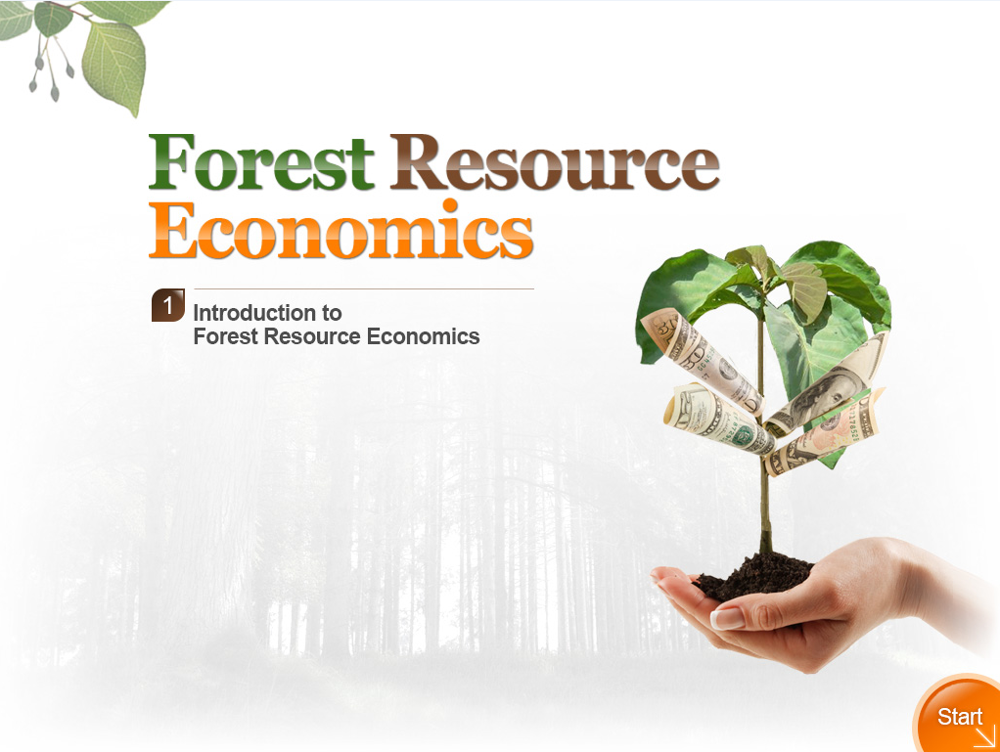 Forest Resource
Economics
1
Introduction to
Forest Resource Economics
Start